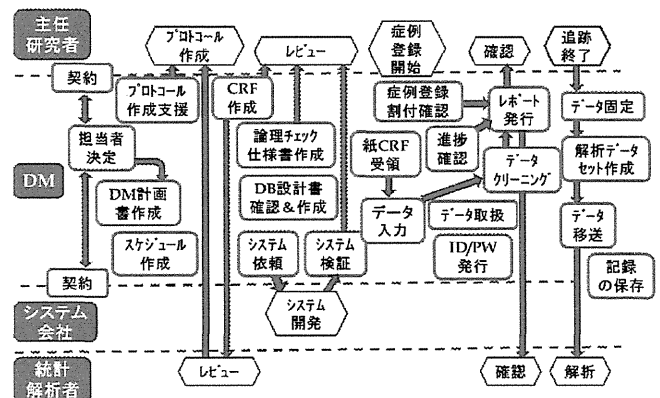 主任
研究者
プロトコール
作成
レビュー
症例
登録
開始
確認
追跡
終了
契約
プロトコール
作成支援
CRF
作成
症例登録
割付確認
レポート
発行
データ固定
担当者
決定
論理チェック
仕様書作成
紙CRF
受領
進捗
確認
データ
クリーニング
解析データ
セット作成
DM
DM計画
書作成
DB設計書
確認&作成
データ
入力
データ取扱
データ
移送
スケジュール
作成
システム
依頼
システム
検証
ID/PW
発行
記録
の保存
契約
システム
会社
システム
開発
統計
解析者
レビュー
確認
解析